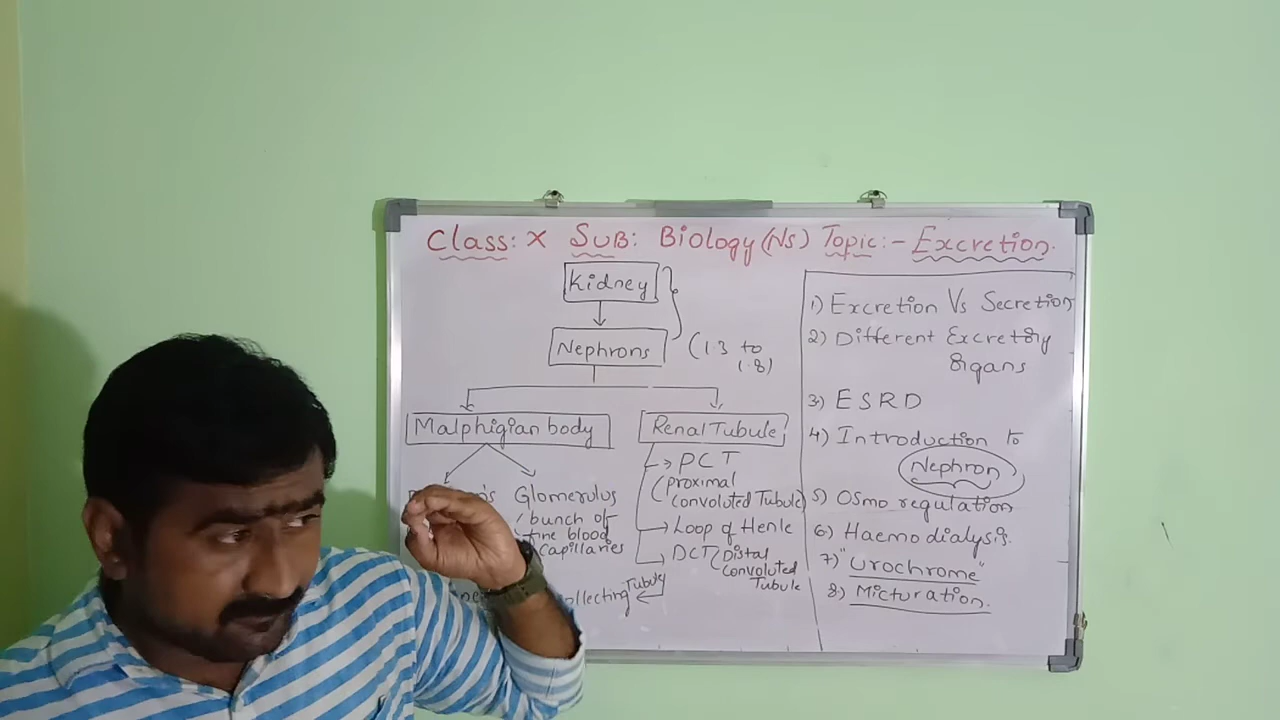 Class: X Sub: Biology (Ns) Topic:- Excretion.
Kidney
Nephrons
(1.3 to
1.8)
Malphigian body
Renal Tubule
Glomerulus
(bunch of
fine blood
capillaries
→ PCT
(proximal
convoluted Tubule)
→ Loop of Henle
→ DCT (Distal
convoluted
Tubule
Tubule
1) Excretion Vs Secretion
2) Different Excretory
Organs
3) ESRD
4) Introduction to
Nephron
5) Osmo regulation
6) Haemodialysis.
7) "Urochrome"
8) Micturation.